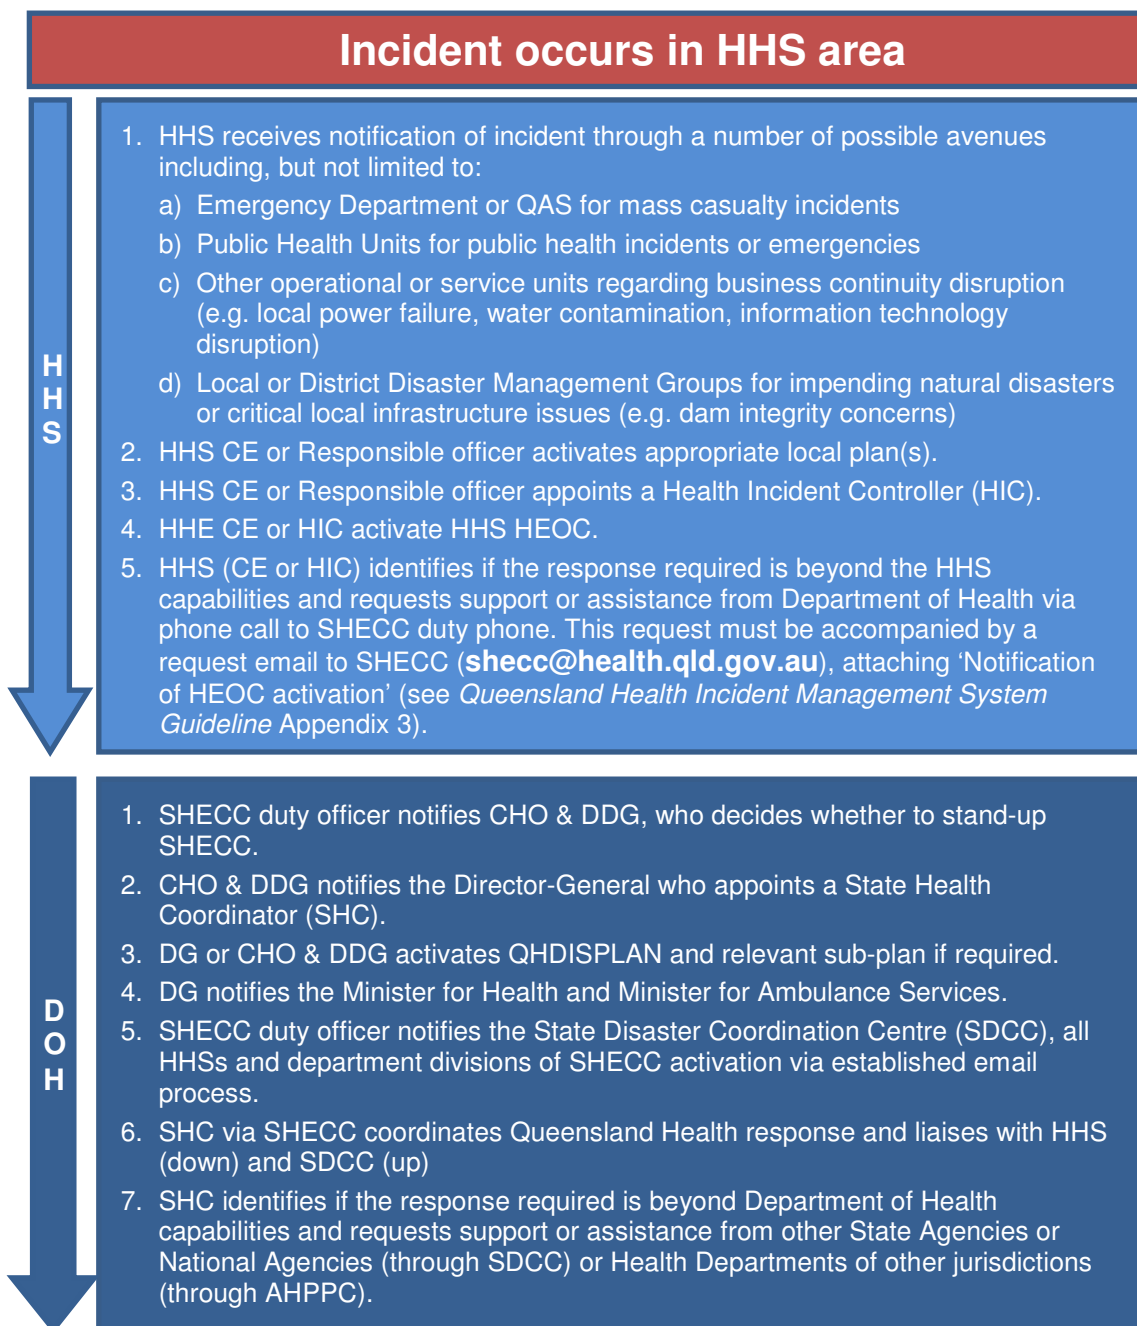 Incident occurs in HHS area
H
H
S
1. HHS receives notification of incident through a number of possible avenues
including, but not limited to:
a) Emergency Department or QAS for mass casualty incidents
b) Public Health Units for public health incidents or emergencies
c) Other operational or service units regarding business continuity disruption
(e.g. local power failure, water contamination, information technology
disruption)
d) Local or District Disaster Management Groups for impending natural disasters
or critical local infrastructure issues (e.g. dam integrity concerns)
2. HHS CE or Responsible officer activates appropriate local plan(s).
3. HHS CE or Responsible officer appoints a Health Incident Controller (HIC).
4. HHE CE or HIC activate HHS HEOC.
5. HHS (CE or HIC) identifies if the response required is beyond the HHS
capabilities and requests support or assistance from Department of Health via
phone call to SHECC duty phone. This request must be accompanied by a
request email to SHECC (shecc@health.qld.gov.au), attaching ‘Notification
of HEOC activation’ (see Queensland Health Incident Management System
Guideline Appendix 3).
D
O
H
1. SHECC duty officer notifies CHO & DDG, who decides whether to stand-up
SHECC.
2. CHO & DDG notifies the Director-General who appoints a State Health
Coordinator (SHC).
3. DG or CHO & DDG activates QHDISPLAN and relevant sub-plan if required.
4. DG notifies the Minister for Health and Minister for Ambulance Services.
5. SHECC duty officer notifies the State Disaster Coordination Centre (SDCC), all
HHSs and department divisions of SHECC activation via established email
process.
6. SHC via SHECC coordinates Queensland Health response and liaises with HHS
(down) and SDCC (up)
7. SHC identifies if the response required is beyond Department of Health
capabilities and requests support or assistance from other State Agencies or
National Agencies (through SDCC) or Health Departments of other jurisdictions
(through AHPPC).